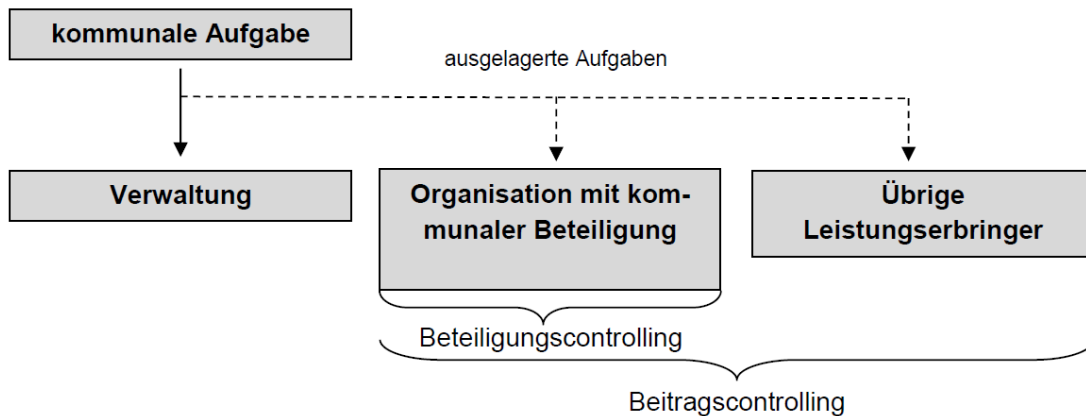 kommunale Aufgabe
ausgelagerte Aufgaben
Verwaltung
Organisation mit kom-
munaler Beteiligung
Übrige
Leistungserbringer
Beteiligungscontrolling
Beitragscontrolling